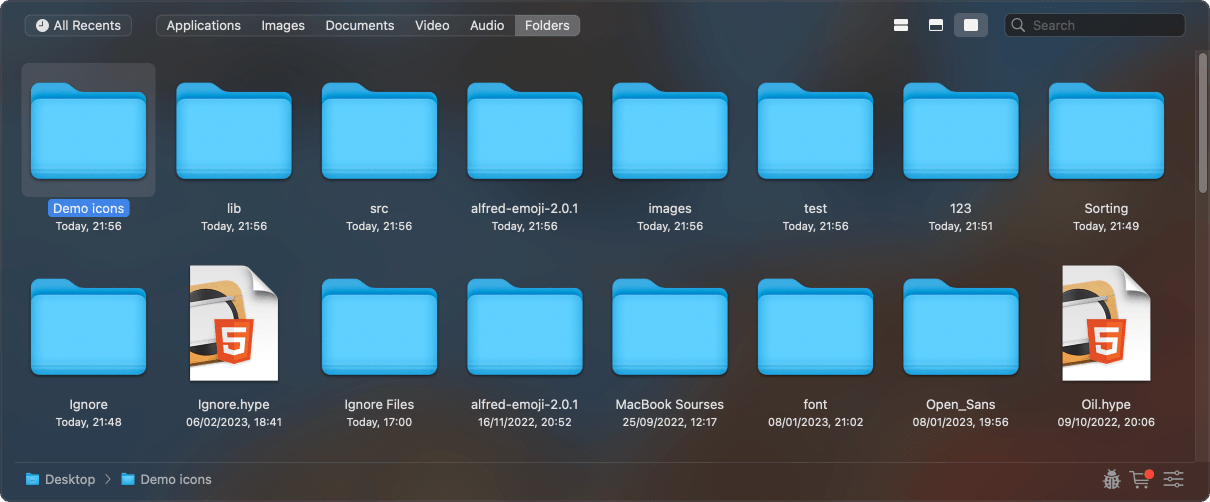 All Recents Applications Images Documents Video Audio Folders Search
Demo icons lib src alfred-emoji-2.0.1 images test 123 Sorting
Today, 21:56 Today, 21:56 Today, 21:56 Today, 21:56 Today, 21:56 Today, 21:56 Today, 21:51 Today, 21:49
5 5
Ignore Ignore.hype Ignore Files alfred-emoji-2.0.1 MacBook Sourses font Open_Sans Oil.hype
Today, 21:48 06/02/2023, 18:41 Today, 17:00 16/11/2022, 20:52 25/09/2022, 12:17 08/01/2023, 21:02 08/01/2023, 19:56 09/10/2022, 20:06
Desktop Demo icons